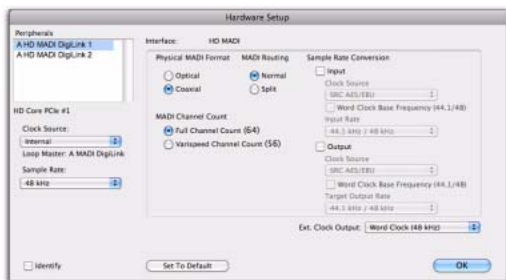 Hardware Setup
Peripherals
A HD MADI DigiLink 1
A HD MADI DigiLink 2
Interface: HD MADI
Physical MADI Format
Optical
Coaxial
MADI Routing
Normal
Split
MADI Channel Count
Full Channel Count (64)
Varispeed Channel Count (56)
Sample Rate Conversion
Input
Clock Source
SRC AES/EBU
Word Clock Base Frequency (44.1/48)
Input Rate
44.1 kHz / 48 kHz
Output
Clock Source
SRC AES/EBU
Word Clock Base Frequency (44.1/48)
Target Output Rate
44.1 kHz / 48 kHz
HD Core PCIe #1
Clock Source:
Internal
Loop Master: A MADI DigiLink
Sample Rate:
48 kHz
Ext. Clock Output: Word Clock (48 kHz)
Identify
Set To Default
OK